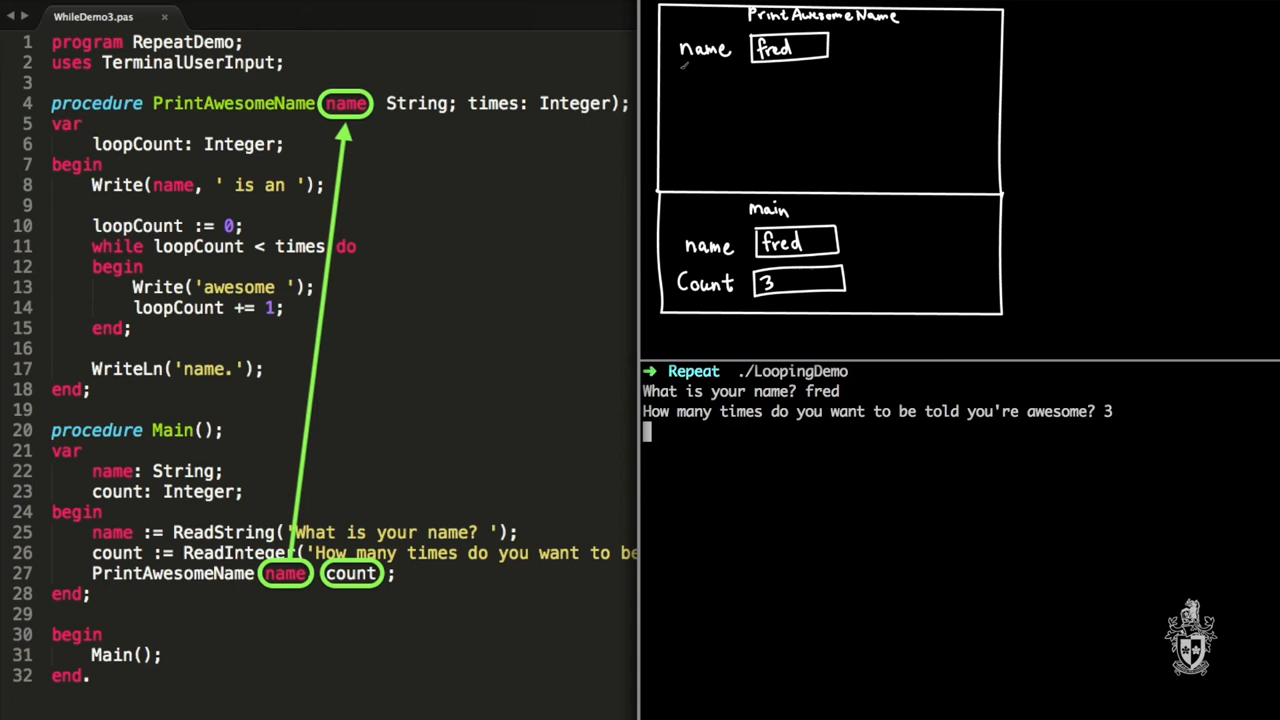 WhileDemo3.pas ×
1 program RepeatDemo;
2 uses TerminalUserInput;
3
4 procedure PrintAwesomeName name String; times: Integer);
5 var
6 loopCount: Integer;
7 begin
8 Write(name, ' is an ');
9
10 loopCount := 0;
11 while loopCount < times do
12 begin
13 Write('awesome ');
14 loopCount += 1;
15 end;
16
17 WriteLn('name.');
18 end;
19
20 procedure Main();
21 var
22 name: String;
23 count: Integer;
24 begin
25 name := ReadString('What is your name? ');
26 count := ReadInteger('How many times do you want to be
27 PrintAwesomeName name count ;
28 end;
29
30 begin
31 Main();
32 end.
PrintAwesomeName
name fred
main
name fred
Count 3
➜ Repeat ./LoopingDemo
What is your name? fred
How many times do you want to be told you're awesome? 3